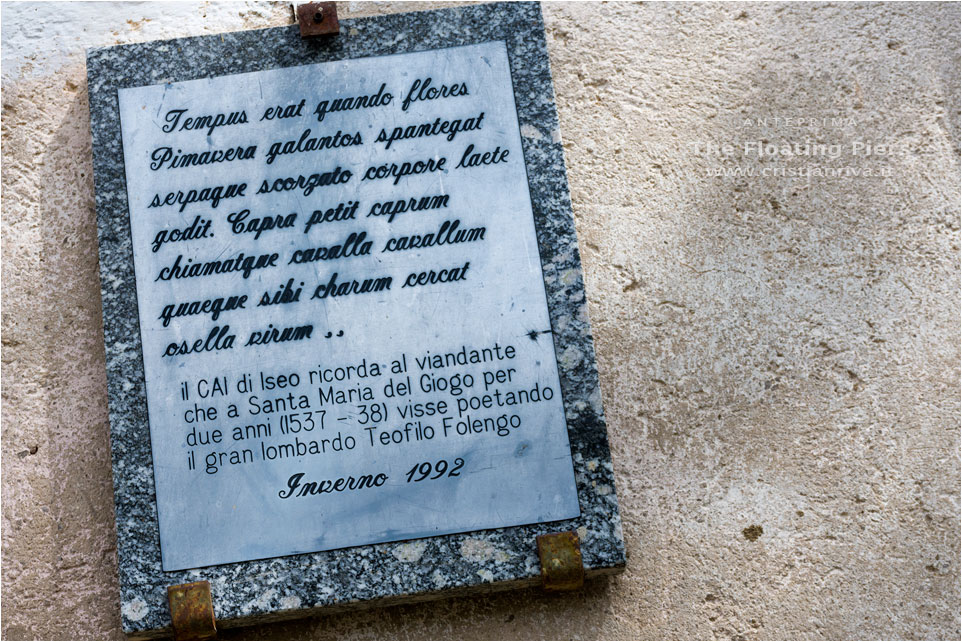 Tempus erat quando flores
Pimavera galantos spantegat
serpaque scorzato corpore laete
godit. Capra petit caprum
chiamatque cavalla cavallum
quaeque sibi charum cercat
osella virum ..
il CAI di Iseo ricorda al viandante
che a Santa Maria del Giogo per
due anni (1537 - 38) visse poetando
il gran lombardo Teofilo Folengo
Inverno 1992
ANTEPRIMA
The Floating Piers
www.cristianriva.it